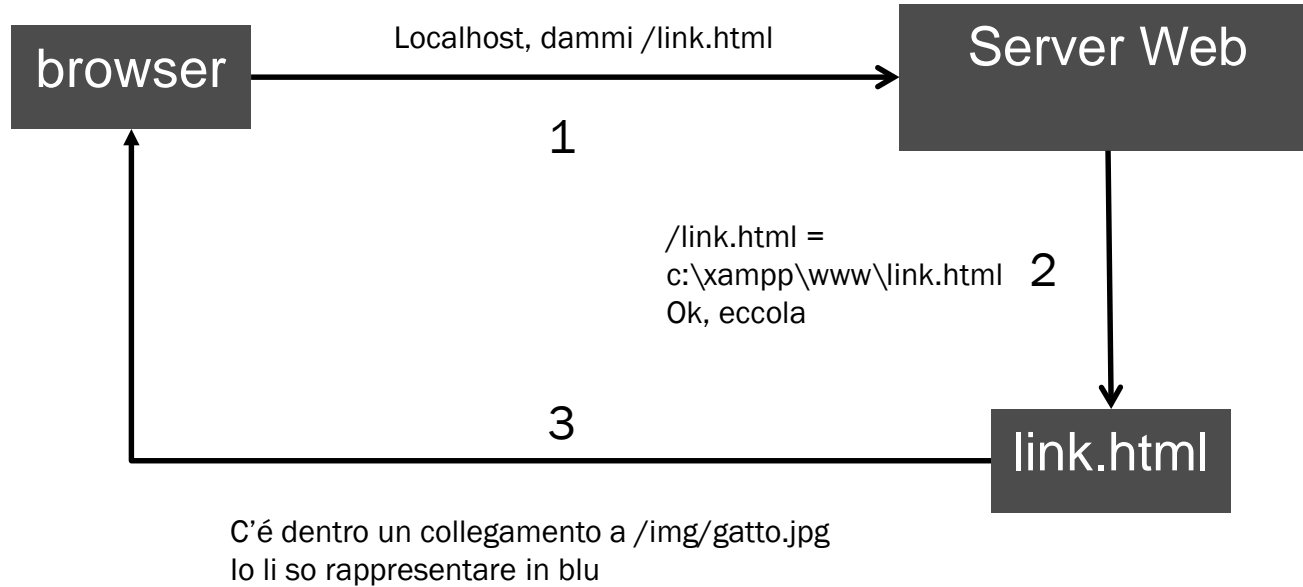 browser
Localhost, dammi /link.html
Server Web
1
/link.html =
c:\xampp\www\link.html
Ok, eccola
2
3
link.html
C'é dentro un collegamento a /img/gatto.jpg
Io li so rappresentare in blu